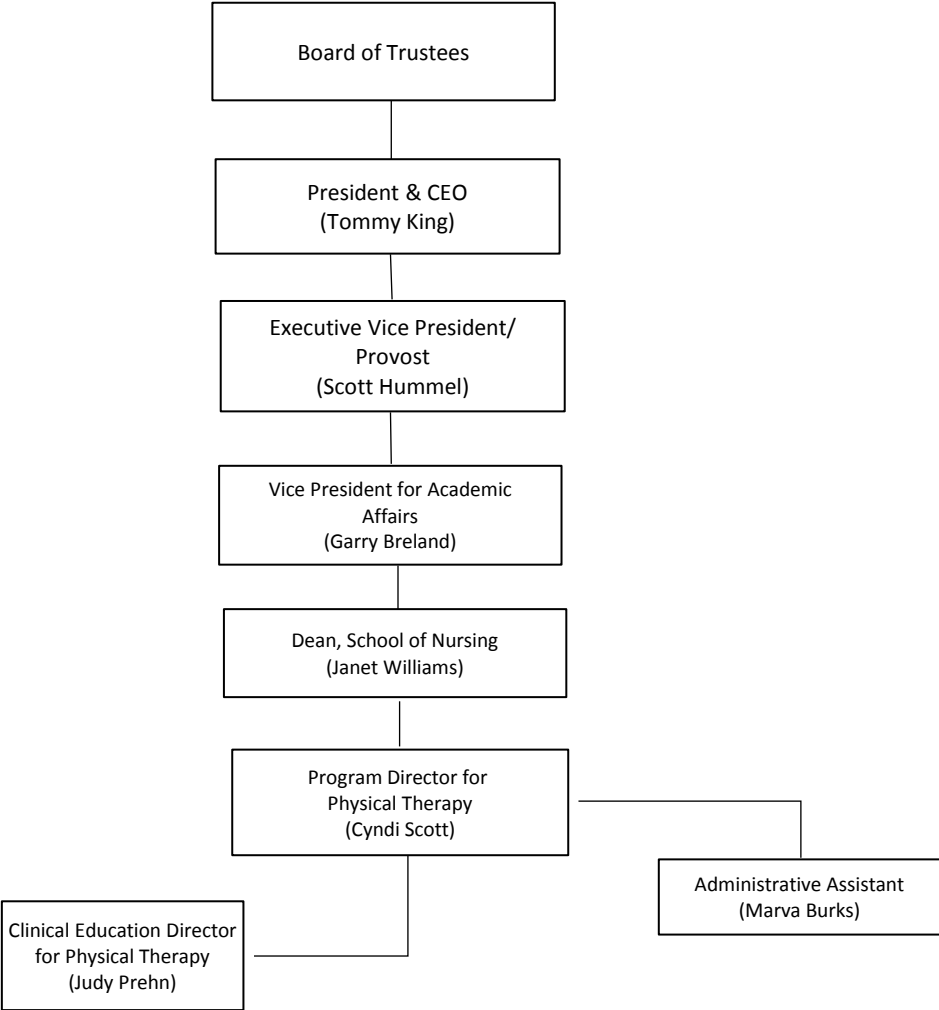 Board of Trustees
President & CEO
(Tommy King)
Executive Vice President/
Provost
(Scott Hummel)
Vice President for Academic
Affairs
(Garry Breland)
Dean, School of Nursing
(Janet Williams)
Program Director for
Physical Therapy
(Cyndi Scott)
Administrative Assistant
(Marva Burks)
Clinical Education Director
for Physical Therapy
(Judy Prehn)